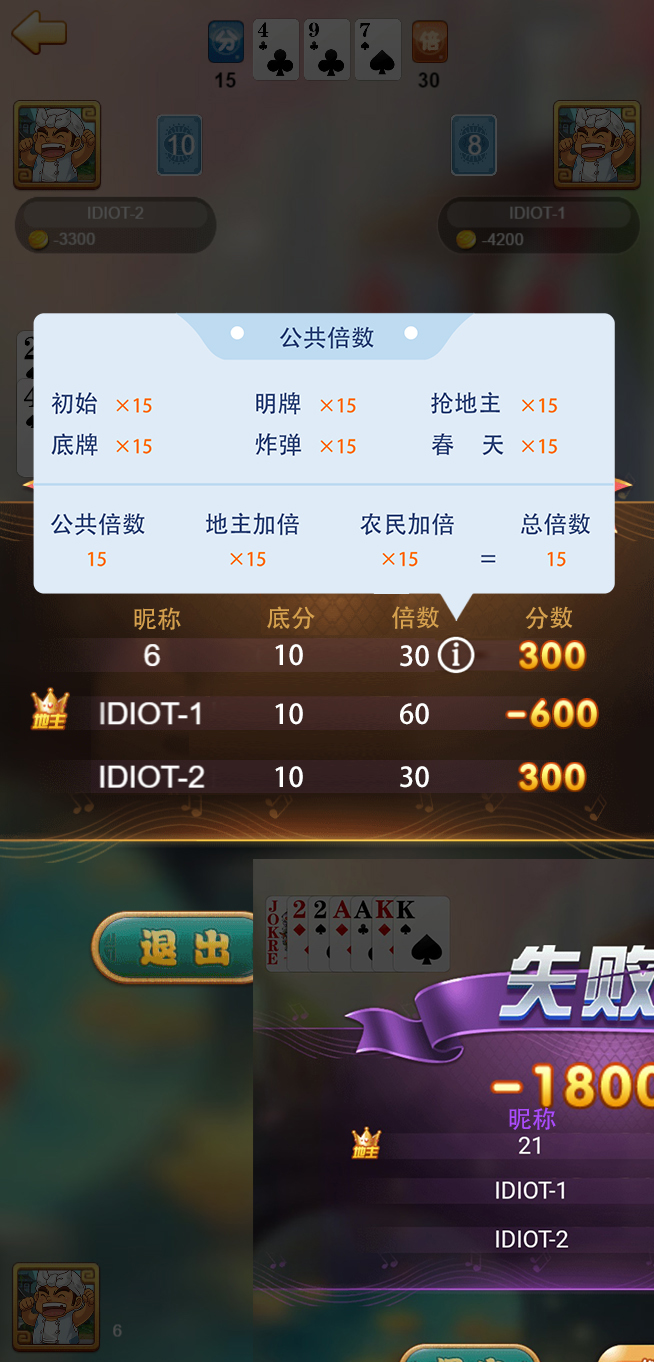 分 4 9 7 倍
15 30
10 8
IDIOT-2 IDIOT-1
-3300 -4200
公共倍数
初始 ×15 明牌 ×15 抢地主 ×15
底牌 ×15 炸弹 ×15 春 天 ×15
公共倍数 地主加倍 农民加倍 总倍数
15 ×15 ×15 = 15
昵称 底分 倍数 分数
6 10 30 i 300
地主 IDIOT-1 10 60 -600
IDIOT-2 10 30 300
JOKRE 2 2 A A K K
退出
失败
-1800
昵称
地主 21
IDIOT-1
IDIOT-2
6